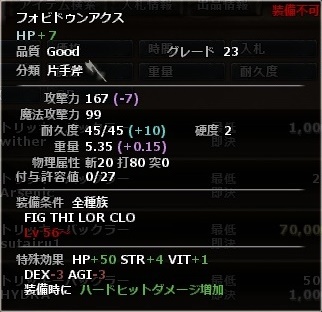 装備不可
フォビドゥンアクス
HP+7
品質 Good グレード 23
分類 片手斧
攻撃力 167 (-7)
魔法攻撃力 99
耐久度 45/45 (+10) 硬度 2
重量 5.35 (+0.15)
物理属性 斬20 打80 突0
付与許容値 0/27
装備条件 全種族
FIG THI LOR CLO
Lv 56~
特殊効果 HP+50 STR+4 VIT+1
DEX-3 AGI-3
装備時に ハードヒットダメージ増加